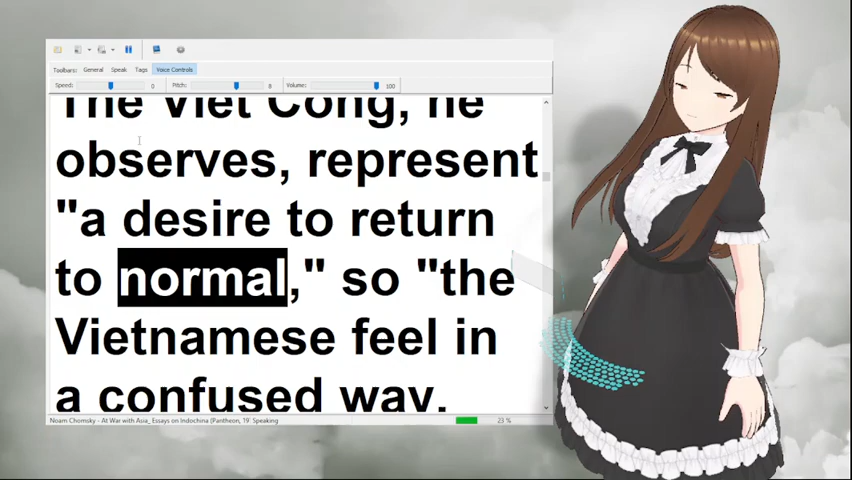 Toolbars: General Speak Tags Voice Controls
Speed: 0 Pitch: 8 Volume: 100
The Viet Cong, he
observes, represent
"a desire to return
to normal," so "the
Vietnamese feel in
a confused way.
Noam Chomsky - At War with Asia_ Essays on Indochina (Pantheon, 19 Speaking 23 %